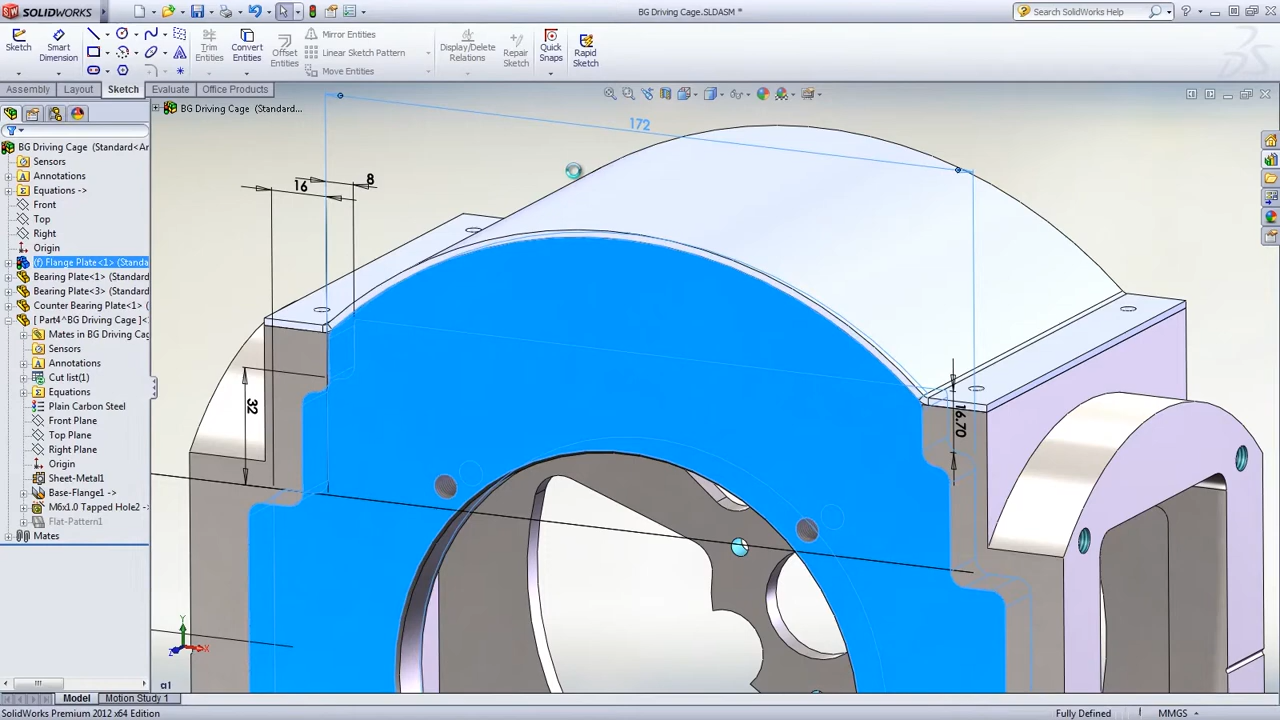 SOLIDWORKS
BG Driving Cage.SLDASM *
Search SolidWorks
Sketch
Smart Dimension
Trim Entities
Convert Entities
Offset Entities
Mirror Entities
Linear Sketch Pattern
Move Entities
Display/Delete Relations
Repair Sketch
Quick Snaps
Rapid Sketch
Assembly
Layout
Sketch
Evaluate
Office Products
BG Driving Cage (Standard...
BG Driving Cage (Standard<Ar
Sensors
Annotations
Equations ->
Front
Top
Right
Origin
(f) Flange Plate<1> (Standa
Bearing Plate<1> (Standard
Bearing Plate<3> (Standard
Counter Bearing Plate<1> (
[ Part4^BG Driving Cage ]<
Mates in BG Driving Cag
Sensors
Annotations
Cut list(1)
Equations
Plain Carbon Steel
Front Plane
Top Plane
Right Plane
Origin
Sheet-Metal1
Base-Flange1 ->
M6x1.0 Tapped Hole2 ->
Flat-Pattern1
Mates
172
16
8
32
16.70
Y
X
Z
a1
Model
Motion Study 1
SolidWorks Premium 2012 x64 Edition
Fully Defined
MMGS